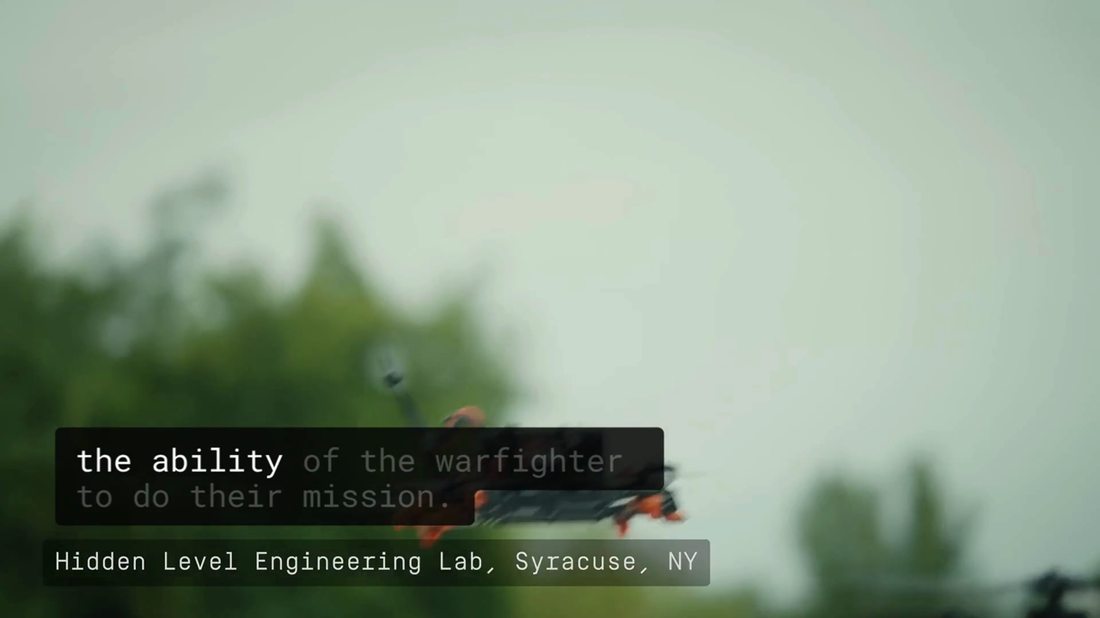 the ability of the warfighter
to do their mission.
Hidden Level Engineering Lab, Syracuse, NY